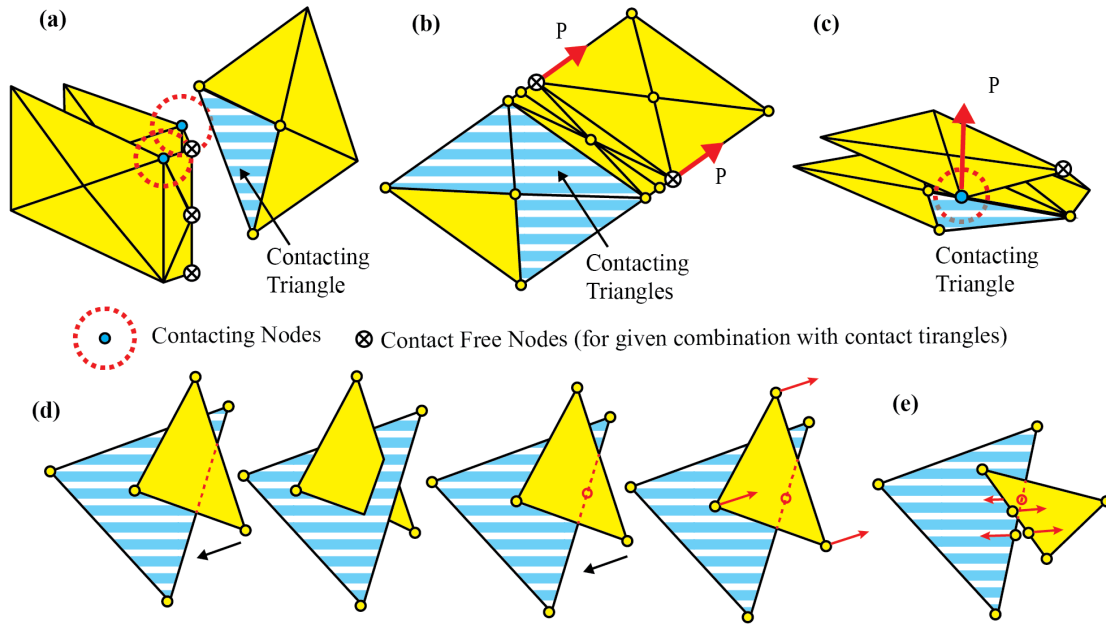 (a)
(b)
(c)
P
P
P
Contacting
Triangle
Contacting
Triangles
Contacting
Triangle
Contacting Nodes
Contact Free Nodes (for given combination with contact tirangles)
(d)
(e)